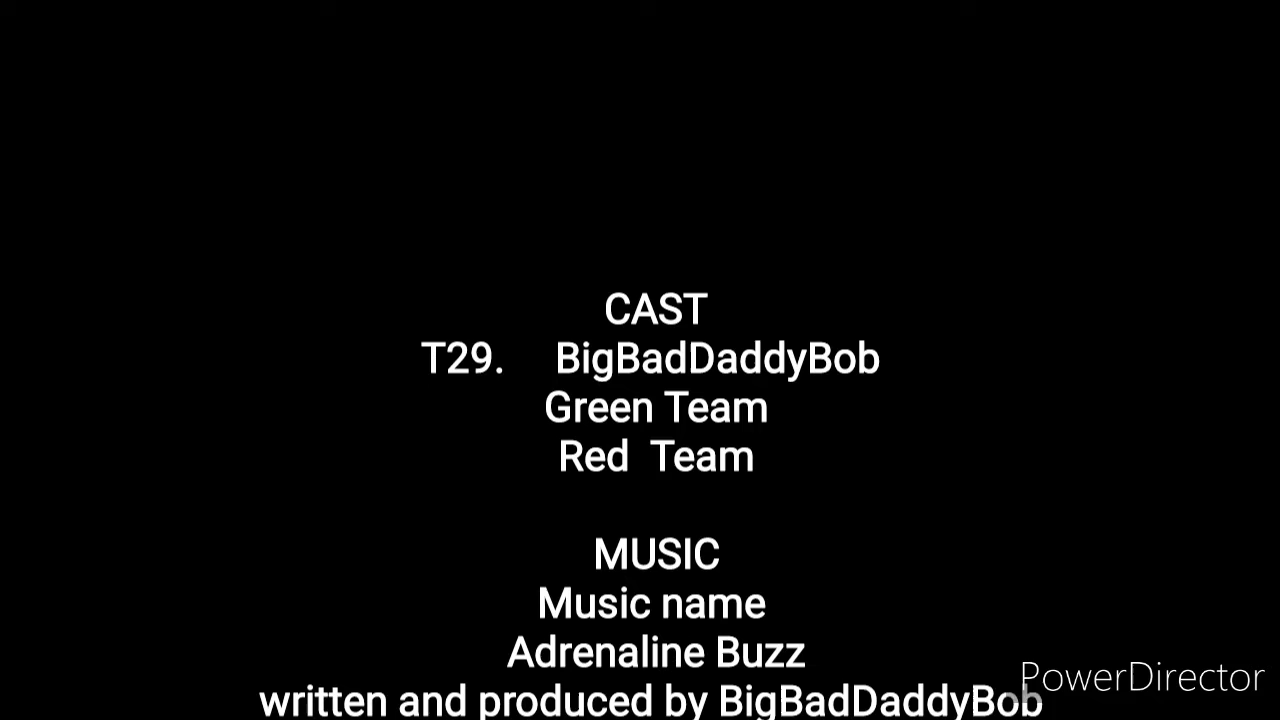 CAST
T29. BigBadDaddyBob
Green Team
Red Team
MUSIC
Music name
Adrenaline Buzz
written and produced by BigBadDaddyBob
PowerDirector